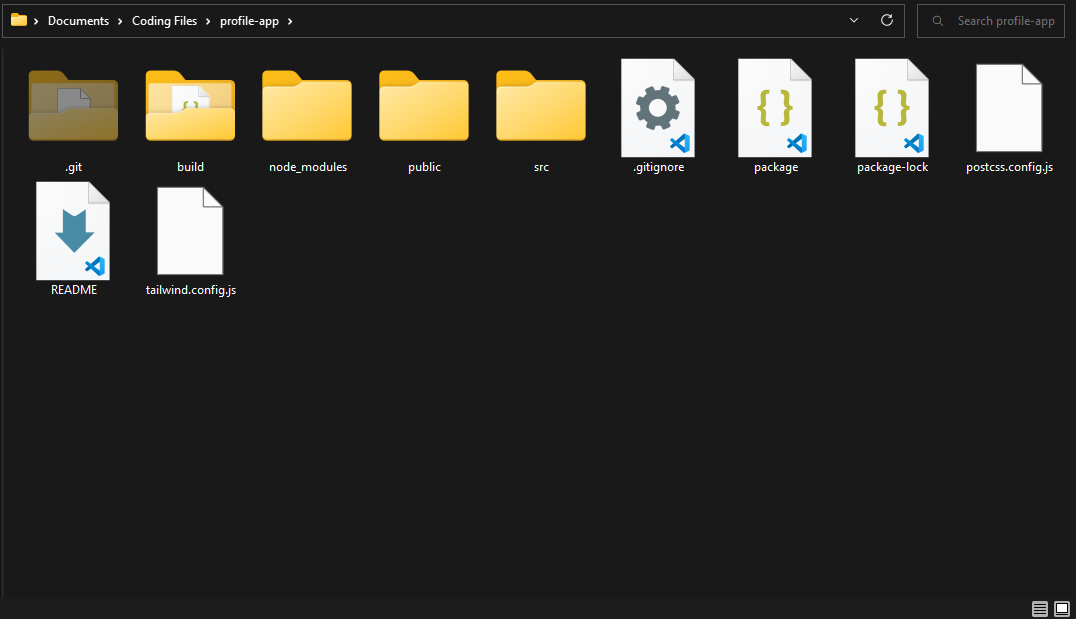 Documents > Coding Files > profile-app >
Search profile-app
.git
build
node_modules
public
src
.gitignore
package
package-lock
postcss.config.js
README
tailwind.config.js